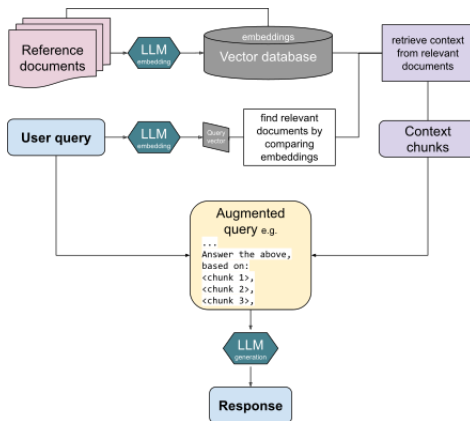 Reference
documents
LLM
embedding
embeddings
Vector database
retrieve context
from relevant
documents
User query
LLM
embedding
Query
vector
find relevant
documents by
comparing
embeddings
Context
chunks
Augmented
query e.g.
...
Answer the above,
based on:
<chunk 1>,
<chunk 2>,
<chunk 3>,
LLM
generation
Response